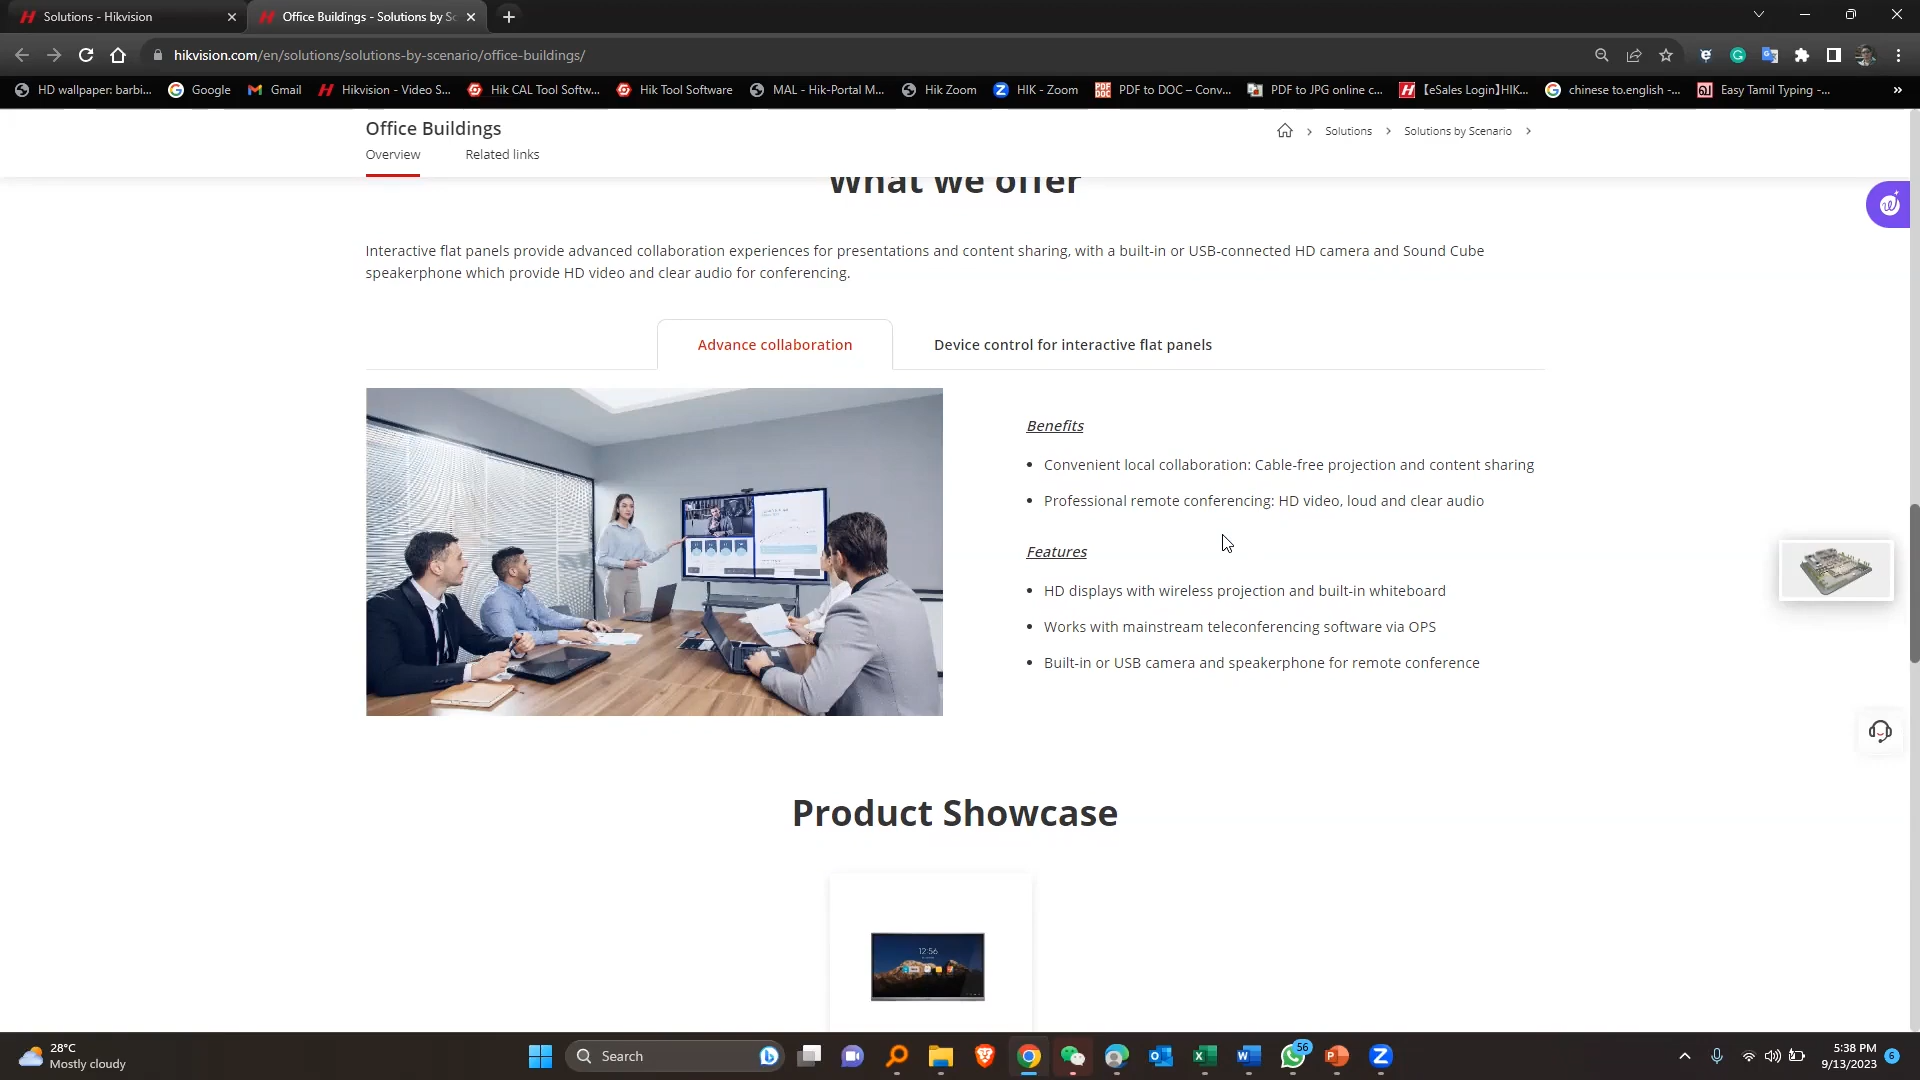 Solutions - Hikvision
Office Buildings - Solutions by Sc
hikvision.com/en/solutions/solutions-by-scenario/office-buildings/
HD wallpaper: barbi...
Google
Gmail
Hikvision - Video S...
Hik CAL Tool Softw...
Hik Tool Software
MAL - Hik-Portal M...
Hik Zoom
HIK - Zoom
PDF to DOC – Conv...
PDF to JPG online c...
【eSales Login】HIK...
chinese to.english -...
Easy Tamil Typing -...
»
Office Buildings
Solutions
Solutions by Scenario
Overview
Related links
What we offer
Interactive flat panels provide advanced collaboration experiences for presentations and content sharing, with a built-in or USB-connected HD camera and Sound Cube
speakerphone which provide HD video and clear audio for conferencing.
Advance collaboration
Device control for interactive flat panels
Benefits
• Convenient local collaboration: Cable-free projection and content sharing
• Professional remote conferencing: HD video, loud and clear audio
Features
• HD displays with wireless projection and built-in whiteboard
• Works with mainstream teleconferencing software via OPS
• Built-in or USB camera and speakerphone for remote conference
Product Showcase
12:56
28°C
Mostly cloudy
Search
56
5:38 PM
9/13/2023
6